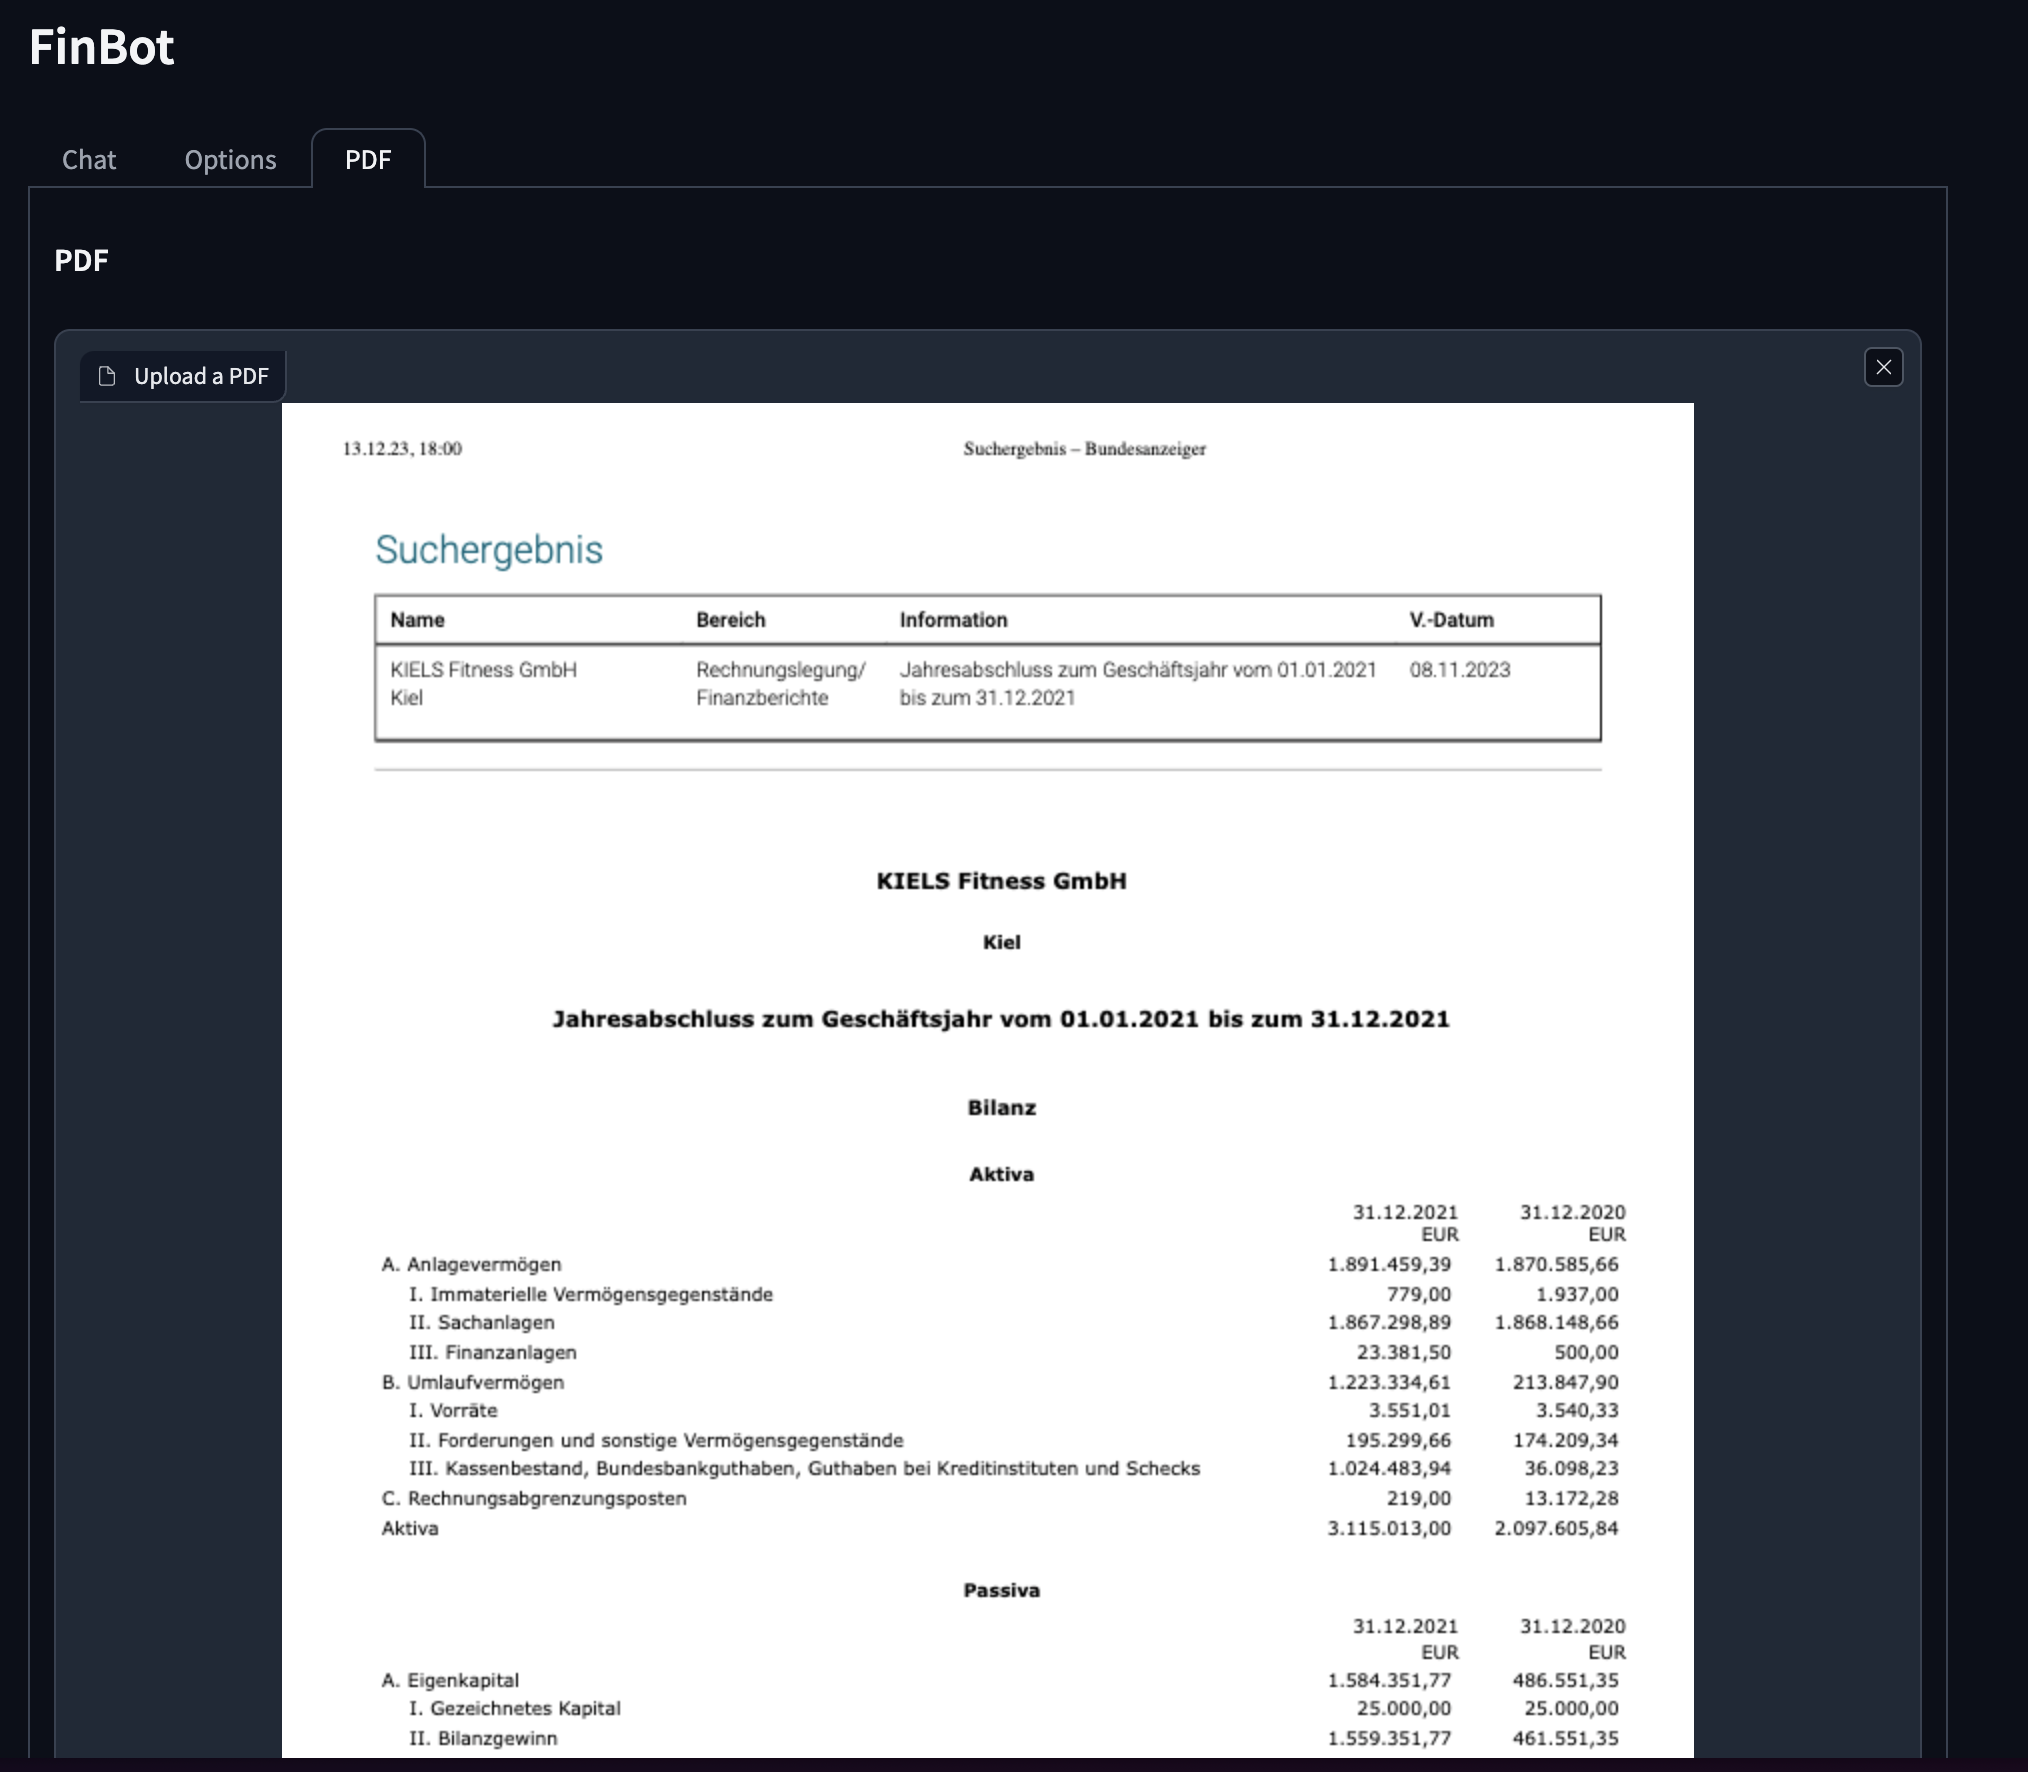 FinBot
Chat Options PDF
PDF
Upload a PDF
13.12.23, 18:00 Suchergebnis – Bundesanzeiger
Suchergebnis
Name Bereich Information V.-Datum
KIELS Fitness GmbH Rechnungslegung/ Jahresabschluss zum Geschäftsjahr vom 01.01.2021 08.11.2023
Kiel Finanzberichte bis zum 31.12.2021
KIELS Fitness GmbH
Kiel
Jahresabschluss zum Geschäftsjahr vom 01.01.2021 bis zum 31.12.2021
Bilanz
Aktiva
31.12.2021 31.12.2020
EUR EUR
A. Anlagevermögen 1.891.459,39 1.870.585,66
I. Immaterielle Vermögensgegenstände 779,00 1.937,00
II. Sachanlagen 1.867.298,89 1.868.148,66
III. Finanzanlagen 23.381,50 500,00
B. Umlaufvermögen 1.223.334,61 213.847,90
I. Vorräte 3.551,01 3.540,33
II. Forderungen und sonstige Vermögensgegenstände 195.299,66 174.209,34
III. Kassenbestand, Bundesbankguthaben, Guthaben bei Kreditinstituten und Schecks 1.024.483,94 36.098,23
C. Rechnungsabgrenzungsposten 219,00 13.172,28
Aktiva 3.115.013,00 2.097.605,84
Passiva
31.12.2021 31.12.2020
EUR EUR
A. Eigenkapital 1.584.351,77 486.551,35
I. Gezeichnetes Kapital 25.000,00 25.000,00
II. Bilanzgewinn 1.559.351,77 461.551,35